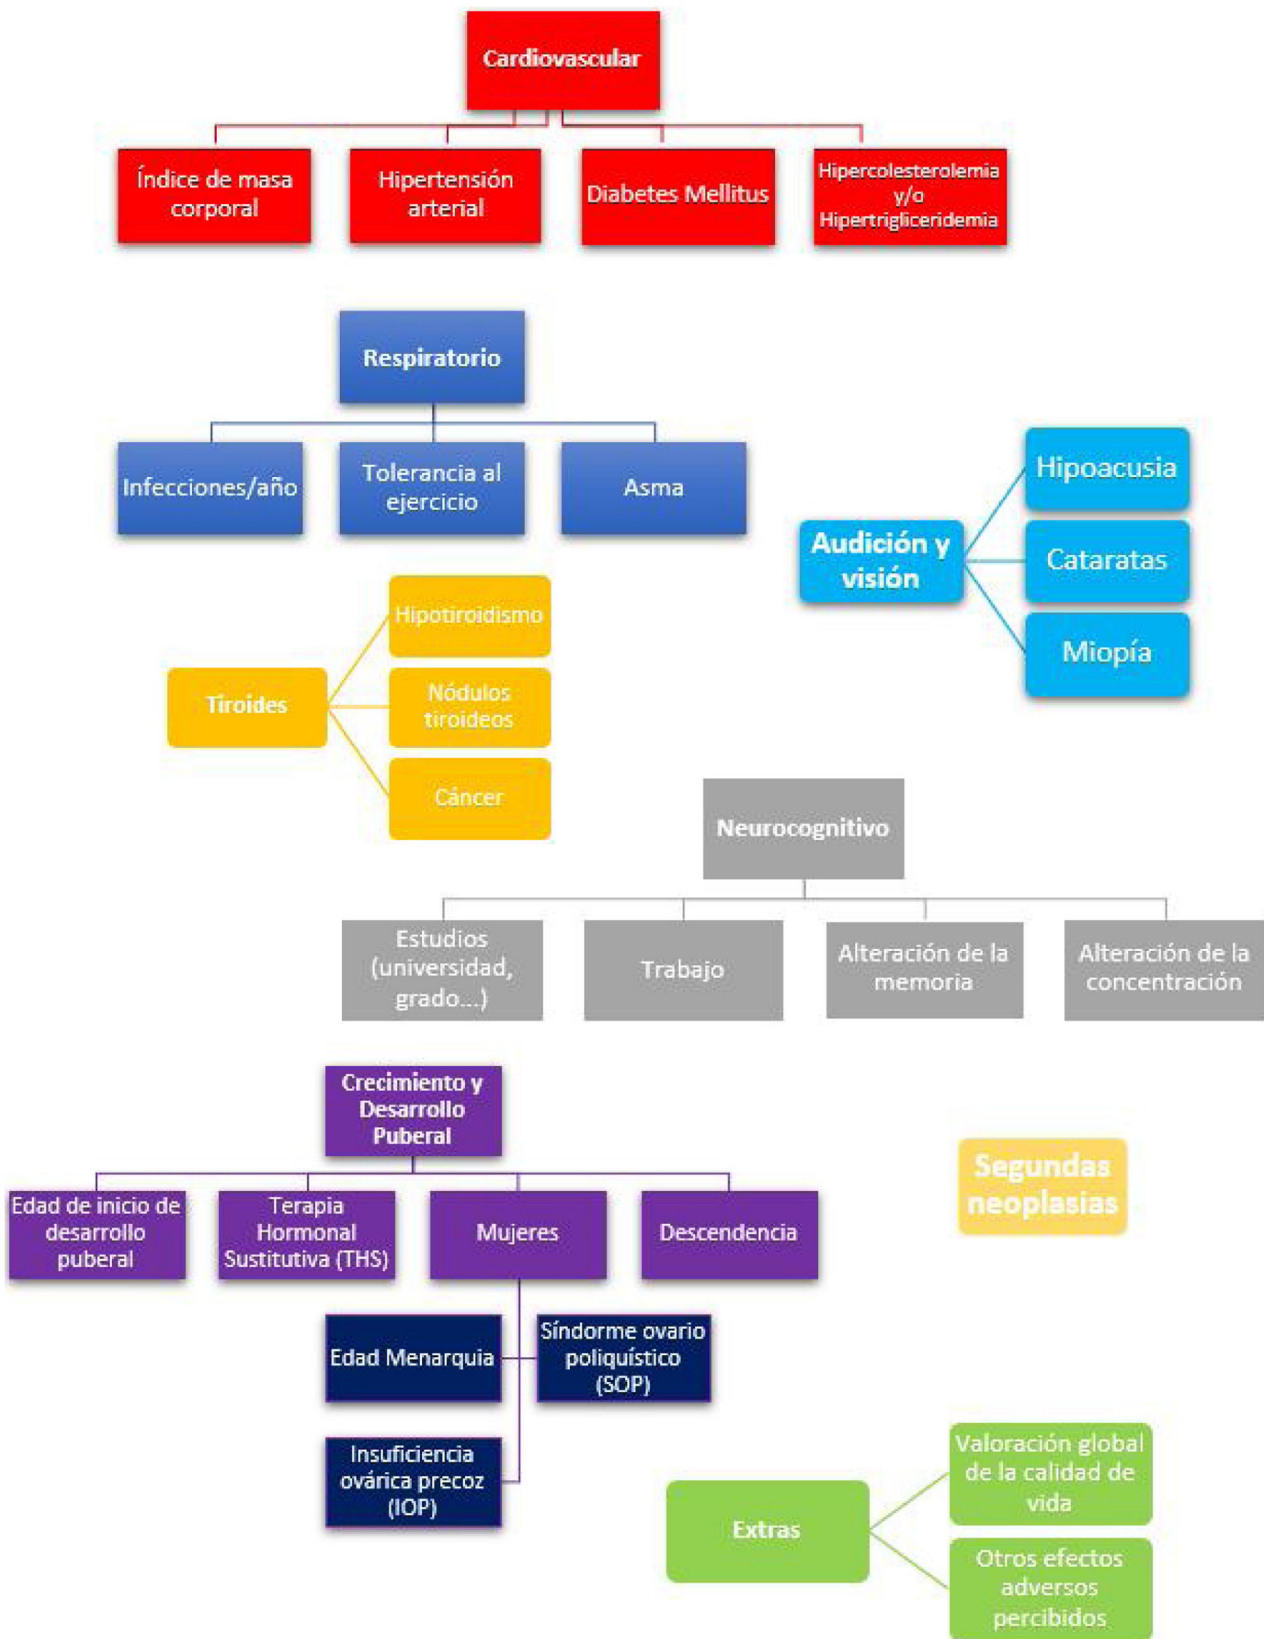 Cardiovascular
Índice de masa
corporal
Hipertensión
arterial
Diabetes Mellitus
Hipercolesterolemia
y/o
Hipertrigliceridemia
Respiratorio
Infecciones/año
Tolerancia al
ejercicio
Asma
Audición y
visión
Hipoacusia
Cataratas
Miopía
Tiroides
Hipotiroidismo
Nódulos
tiroideos
Cáncer
Neurocognitivo
Estudios
(universidad,
grado...)
Trabajo
Alteración de la
memoria
Alteración de la
concentración
Crecimiento y
Desarrollo
Puberal
Edad de inicio de
desarrollo
puberal
Terapia
Hormonal
Sustitutiva (THS)
Mujeres
Descendencia
Edad Menarquia
Síndorme ovario
poliquístico
(SOP)
Insuficiencia
ovárica precoz
(IOP)
Segundas
neoplasias
Extras
Valoración global
de la calidad de
vida
Otros efectos
adversos
percibidos